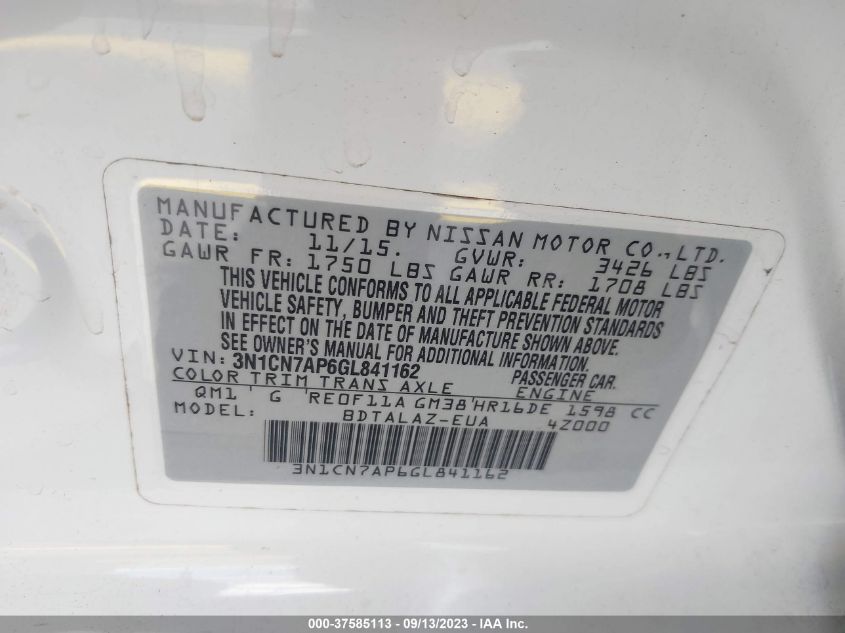 MANUFACTURED BY NISSAN MOTOR CO., LTD.
DATE: 11/15. GVWR: 3426 LBS
GAWR FR: 1750 LBS GAWR RR: 1708 LBS
THIS VEHICLE CONFORMS TO ALL APPLICABLE FEDERAL MOTOR
VEHICLE SAFETY, BUMPER AND THEFT PREVENTION STANDARDS
IN EFFECT ON THE DATE OF MANUFACTURE SHOWN ABOVE.
SEE OWNER'S MANUAL FOR ADDITIONAL INFORMATION.
VIN: 3N1CN7AP6GL841162 PASSENGER CAR.
COLOR TRIM TRANS AXLE ENGINE
QM1 G RE0F11A GM38 HR16DE 1598 CC
MODEL: BDTALAZ-EUA 4Z000
3N1CN7AP6GL841162
000-37585113 - 09/13/2023 - IAA Inc.